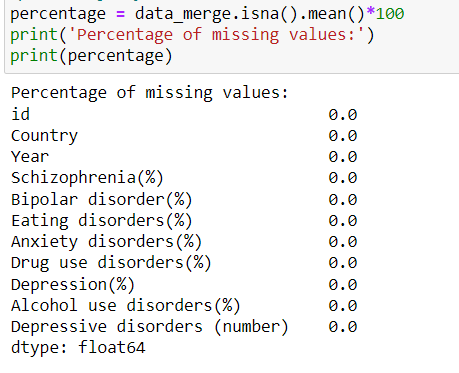 percentage = data_merge.isna().mean()*100
print('Percentage of missing values:')
print(percentage)
Percentage of missing values:
id 0.0
Country 0.0
Year 0.0
Schizophrenia(%) 0.0
Bipolar disorder(%) 0.0
Eating disorders(%) 0.0
Anxiety disorders(%) 0.0
Drug use disorders(%) 0.0
Depression(%) 0.0
Alcohol use disorders(%) 0.0
Depressive disorders (number) 0.0
dtype: float64